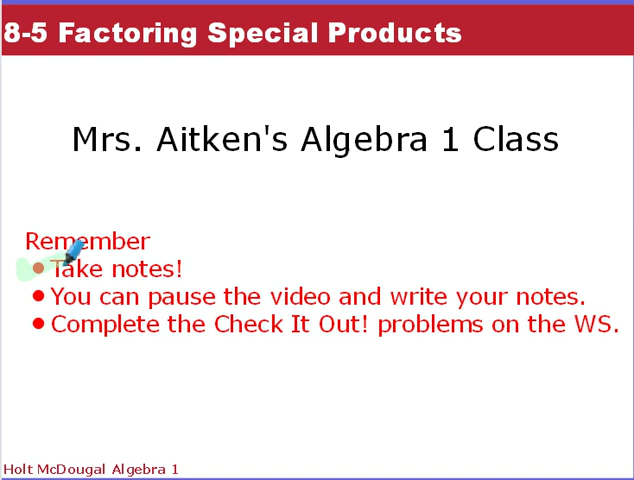 8-5 Factoring Special Products
Mrs. Aitken's Algebra 1 Class
Remember
• Take notes!
• You can pause the video and write your notes.
• Complete the Check It Out! problems on the WS.
Holt McDougal Algebra 1